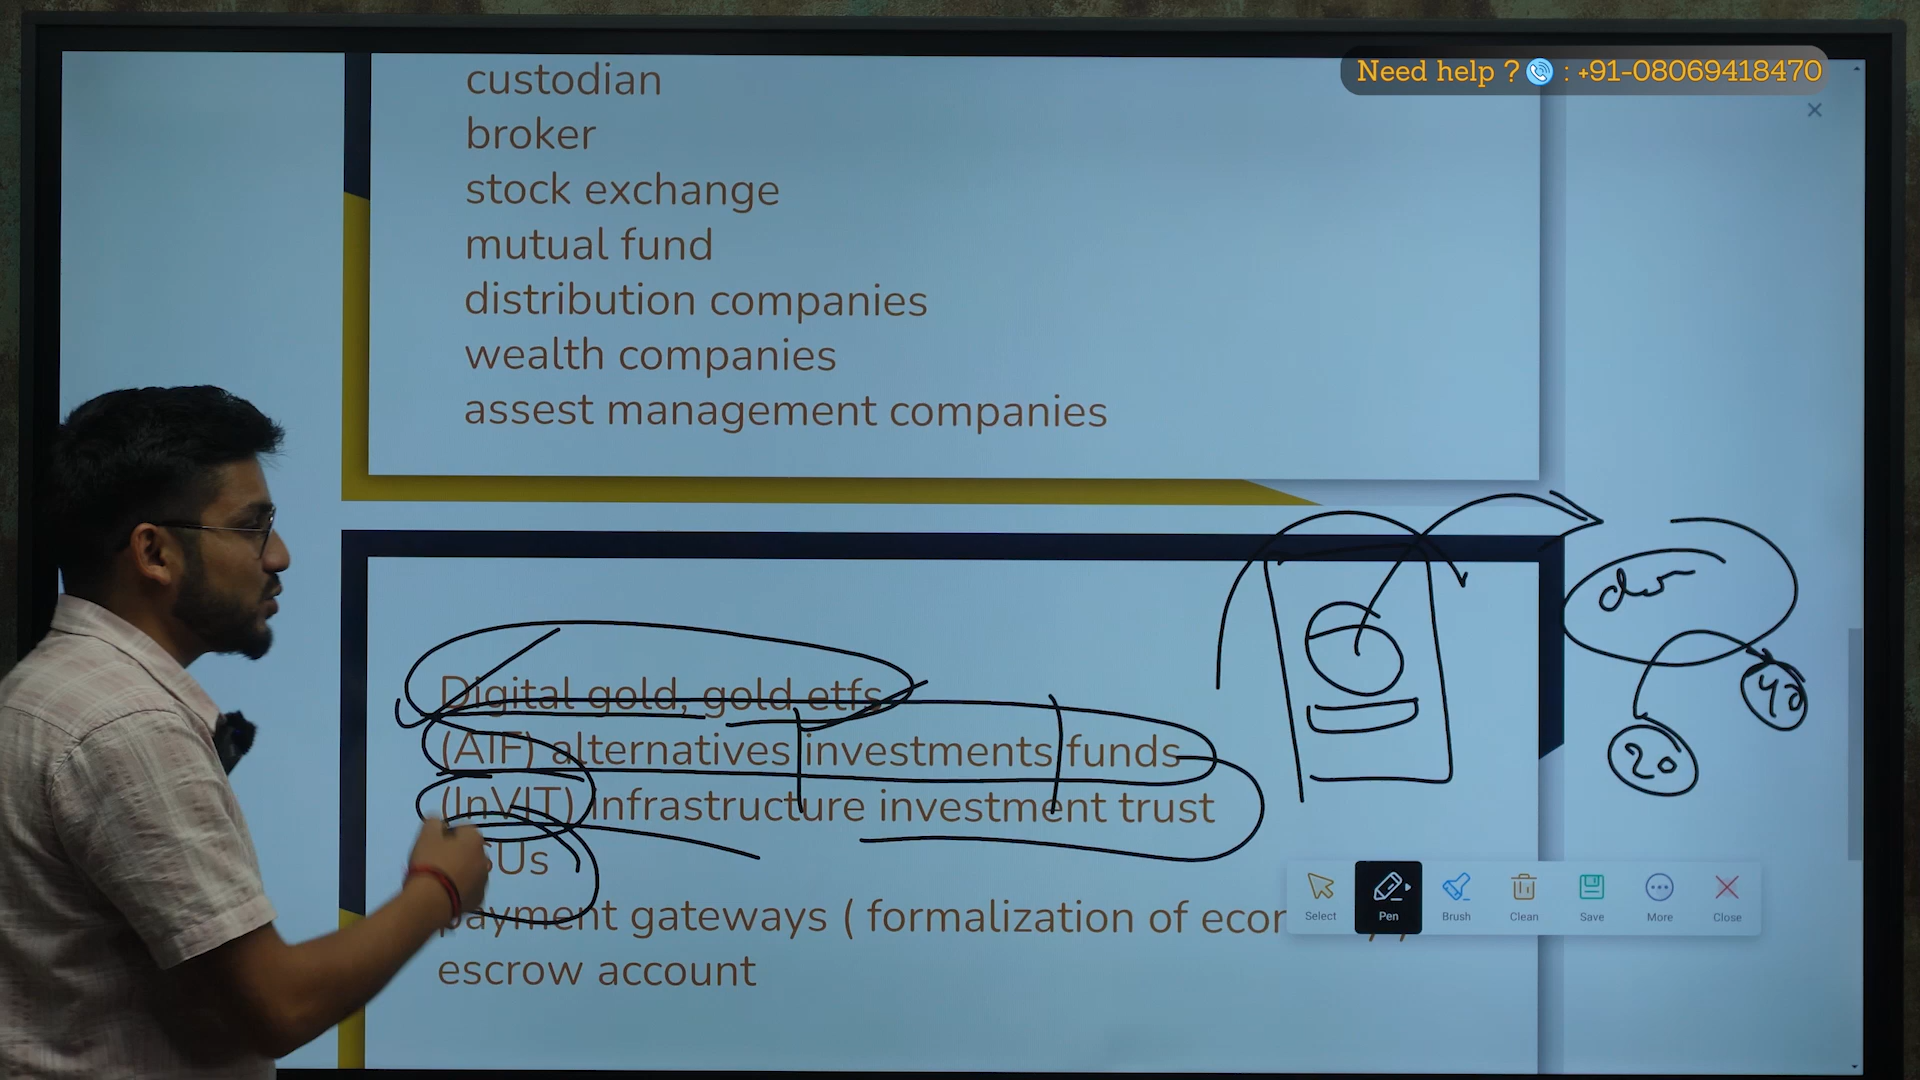 Need help ? : +91-08069418470
custodian
broker
stock exchange
mutual fund
distribution companies
wealth companies
assest management companies
Digital gold, gold etfs
(AIF) alternatives investments funds
(InVIT) infrastructure investment trust
SUs
payment gateways ( formalization of econ
escrow account
20
40
Select Pen Brush Clean Save More Close